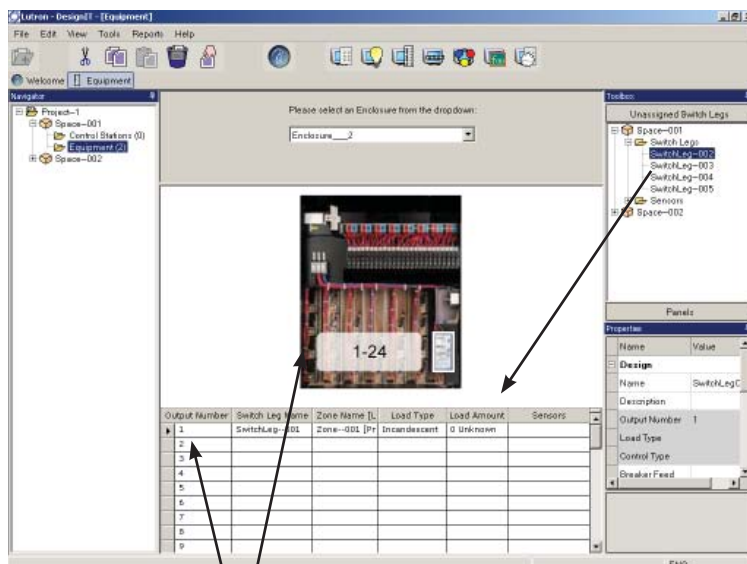 Lutron - DesignIT - [Equipment]
File Edit View Tools Reports Help
Welcome Equipment
Navigator
Project-1
Space-001
Control Stations (0)
Equipment (2)
Space-002
Please select an Enclosure from the dropdown:
Enclosure___2
1-24
Output Number Switch Leg Name Zone Name [L Load Type Load Amount Sensors
1 SwitchLeg--001 Zone--001 [Pr Incandescent 0 Unknown
2
3
4
5
6
7
8
9
Toolbox
Unassigned Switch Legs
Space-001
Switch Legs
SwitchLeg-002
SwitchLeg-003
SwitchLeg-004
SwitchLeg-005
Sensors
Space-002
Panels
Properties
Name Value
Design
Name SwitchLeg
Description
Output Number 1
Load Type
Control Type
Breaker Feed